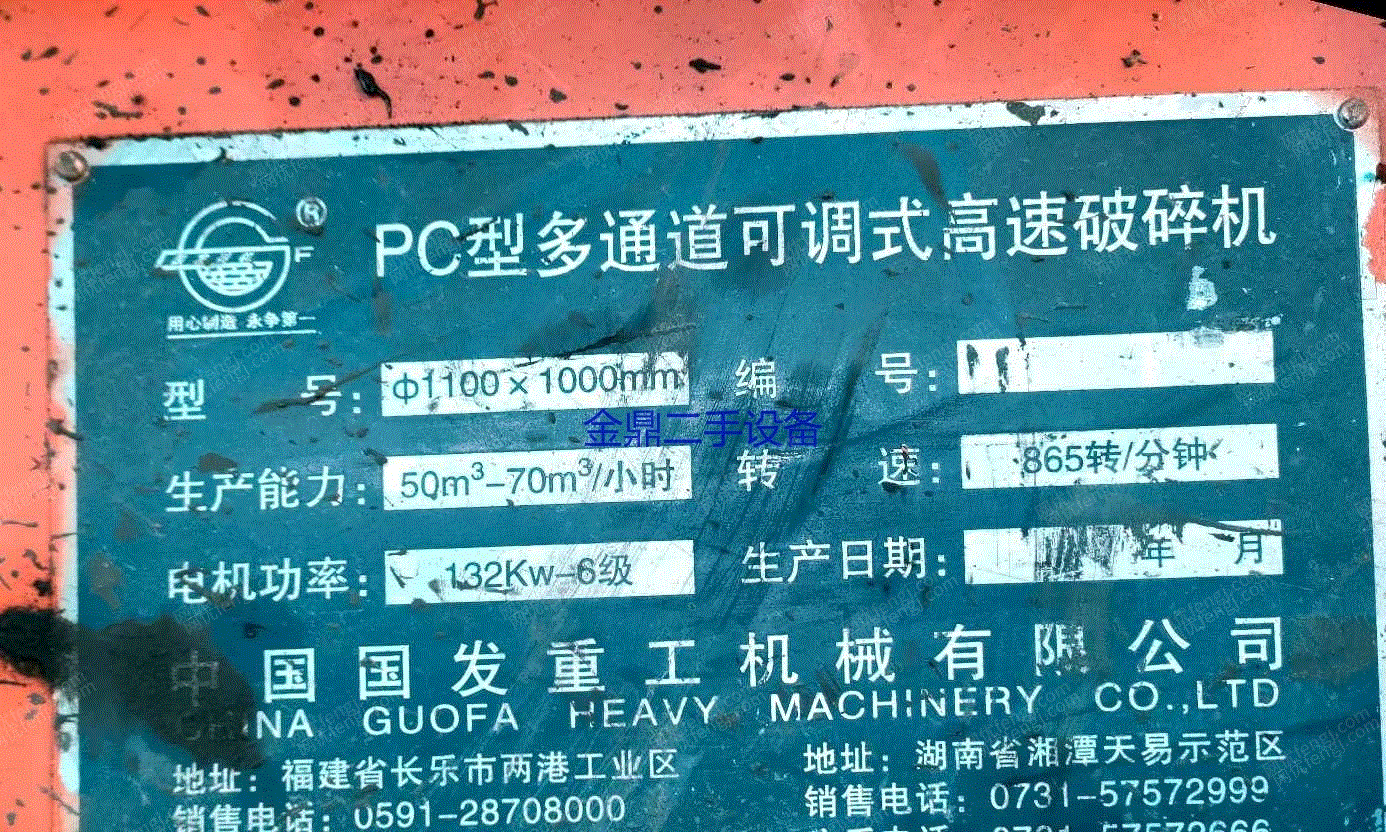 ® F
PC型多通道可调式高速破碎机
用心制造 永争第一
型 号: ф1100×1000mm 编 号:
金鼎二手设备
生产能力: 50m³-70m³/小时 转 速: 865转/分钟
电机功率: 132Kw-6级 生产日期: 年 月
中国国发重工机械有限公司
CHINA GUOFA HEAVY MACHINERY CO.,LTD
地址: 福建省长乐市两港工业区 地址: 湖南省湘潭天易示范区
销售电话: 0591-28708000 销售电话: 0731-57572999